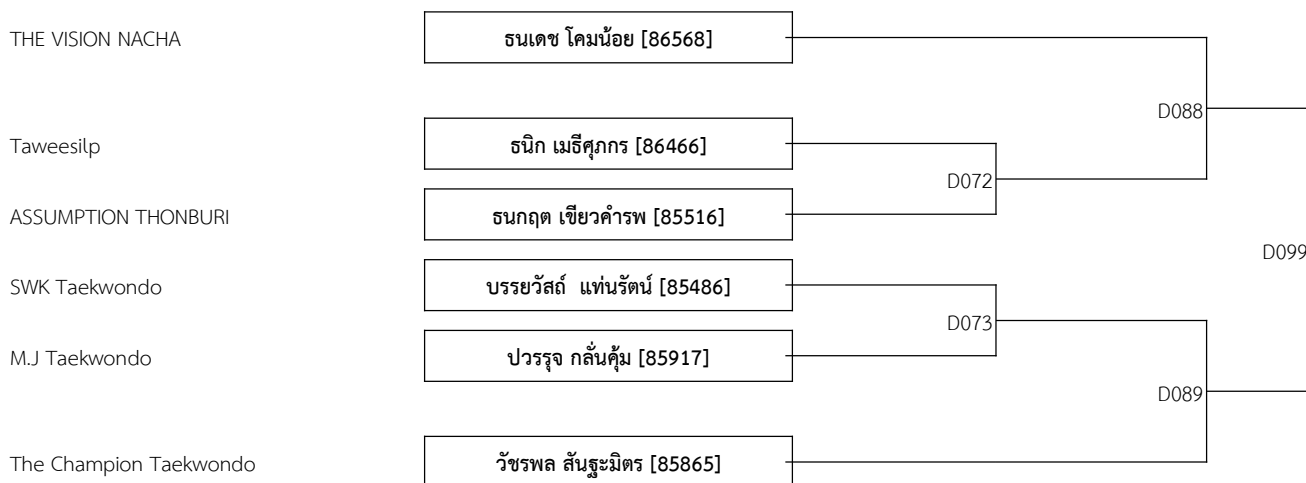 THE VISION NACHA
ธนเดช โคมน้อย [86568]
D088
Taweesilp
ธนิก เมธีศุภกร [86466]
D072
ASSUMPTION THONBURI
ธนกฤต เขียวคำรพ [85516]
D099
SWK Taekwondo
บรรยวัสถ์  แท่นรัตน์ [85486]
D073
M.J Taekwondo
ปวรรุจ กลั่นคุ้ม [85917]
D089
The Champion Taekwondo
วัชรพล สันฐะมิตร [85865]